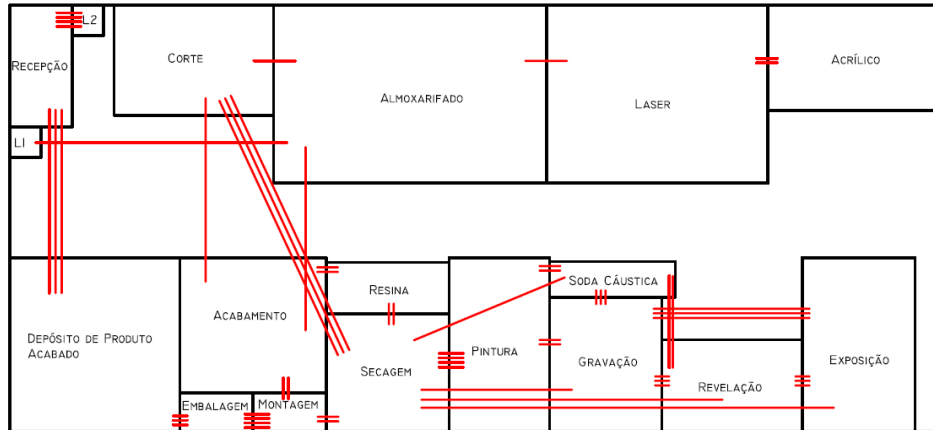 L2
RECEPÇÃO
CORTE
ACRÍLICO
ALMOXARIFADO
LASER
L1
SODA CÁUSTICA
RESINA
ACABAMENTO
DEPÓSITO DE PRODUTO
ACABADO
PINTURA
GRAVAÇÃO
EXPOSIÇÃO
SECAGEM
REVELAÇÃO
EMBALAGEM
MONTAGEM